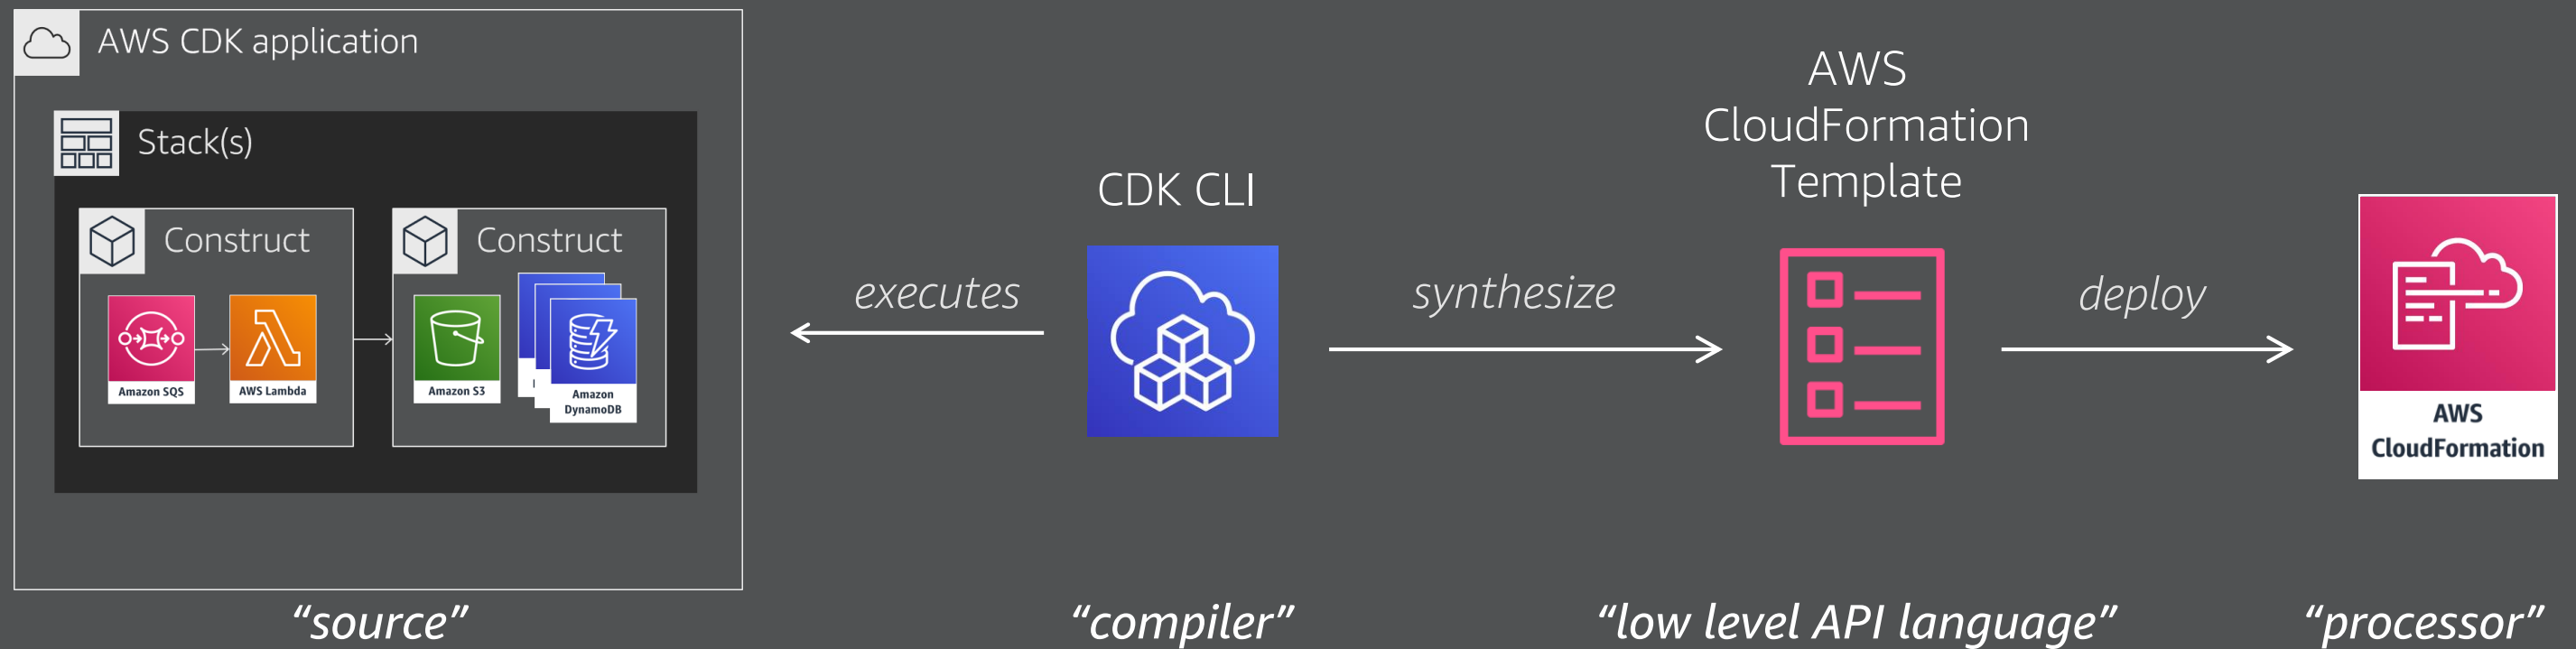 AWS CDK application
Stack(s)
Construct
Amazon SQS
AWS Lambda
Construct
Amazon S3
Amazon
DynamoDB
executes
CDK CLI
synthesize
AWS
CloudFormation
Template
deploy
AWS
CloudFormation
“source”
“compiler”
“low level API language”
“processor”